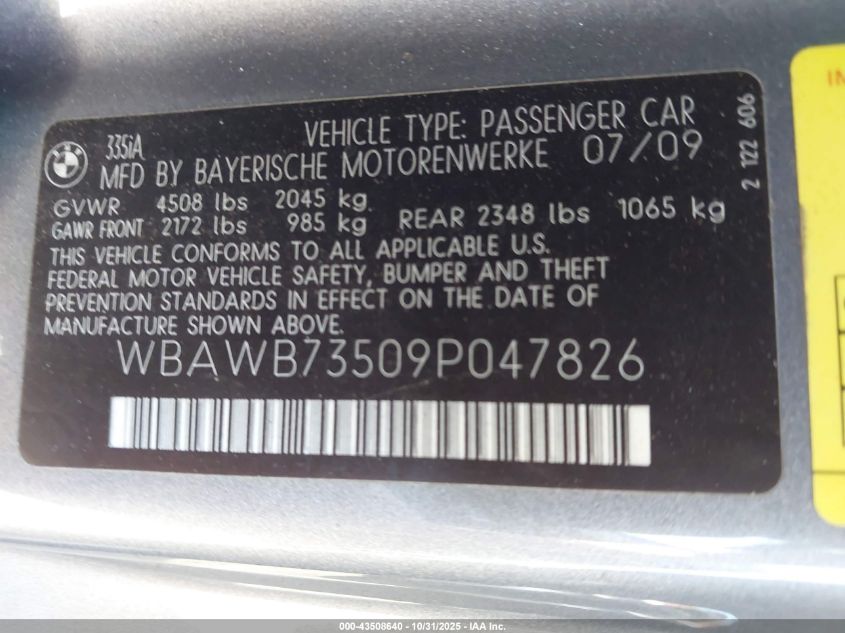 BMW
335iA
VEHICLE TYPE: PASSENGER CAR
MFD BY BAYERISCHE MOTORENWERKE 07/09
GVWR 4508 lbs 2045 kg
GAWR FRONT 2172 lbs 985 kg REAR 2348 lbs 1065 kg
THIS VEHICLE CONFORMS TO ALL APPLICABLE U.S.
FEDERAL MOTOR VEHICLE SAFETY, BUMPER AND THEFT
PREVENTION STANDARDS IN EFFECT ON THE DATE OF
MANUFACTURE SHOWN ABOVE.
WBAWB73509P047826
2 122 606
000-43508640 - 10/31/2025 - IAA Inc.